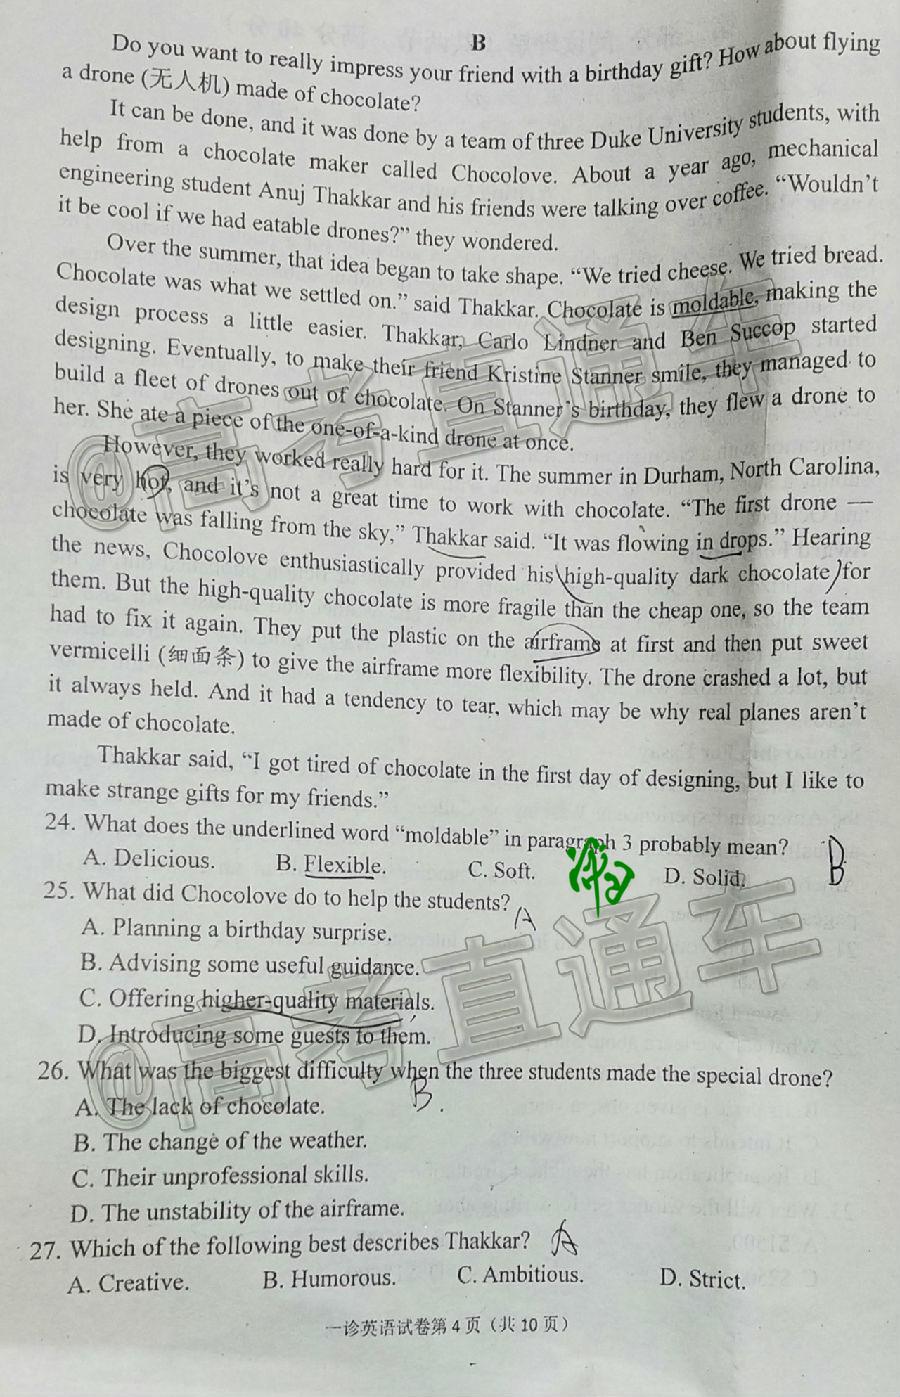 B
Do you want to really impress your friend with a birthday gift? How about flying
a drone (无人机) made of chocolate?
It can be done, and it was done by a team of three Duke University students, with
help from a chocolate maker called Chocolove. About a year ago, mechanical
engineering student Anuj Thakkar and his friends were talking over coffee. "Wouldn't
it be cool if we had eatable drones?" they wondered.
Over the summer, that idea began to take shape. "We tried cheese. We tried bread.
Chocolate was what we settled on." said Thakkar. Chocolate is moldable, making the
design process a little easier. Thakkar, Carlo Lindner and Ben Succop started
designing. Eventually, to make their friend Kristine Stanner smile, they managed to
build a fleet of drones out of chocolate. On Stanner's birthday, they flew a drone to
her. She ate a piece of the one-of-a-kind drone at once.
However, they worked really hard for it. The summer in Durham, North Carolina,
is very hot, and it's not a great time to work with chocolate. "The first drone —
chocolate was falling from the sky," Thakkar said. "It was flowing in drops." Hearing
the news, Chocolove enthusiastically provided his high-quality dark chocolate for
them. But the high-quality chocolate is more fragile than the cheap one, so the team
had to fix it again. They put the plastic on the airframe at first and then put sweet
vermicelli (细面条) to give the airframe more flexibility. The drone crashed a lot, but
it always held. And it had a tendency to tear, which may be why real planes aren't
made of chocolate.
Thakkar said, "I got tired of chocolate in the first day of designing, but I like to
make strange gifts for my friends."
24. What does the underlined word "moldable" in paragraph 3 probably mean?
A. Delicious. B. Flexible. C. Soft. D. Solid.
B
25. What did Chocolove do to help the students?
A
A. Planning a birthday surprise.
B. Advising some useful guidance.
C. Offering higher-quality materials.
D. Introducing some guests to them.
26. What was the biggest difficulty when the three students made the special drone?
B.
A. The lack of chocolate.
B. The change of the weather.
C. Their unprofessional skills.
D. The unstability of the airframe.
27. Which of the following best describes Thakkar? A
A. Creative. B. Humorous. C. Ambitious. D. Strict.
一诊英语试卷第 4 页（共 10 页）
@高考直通车
@高考直通车